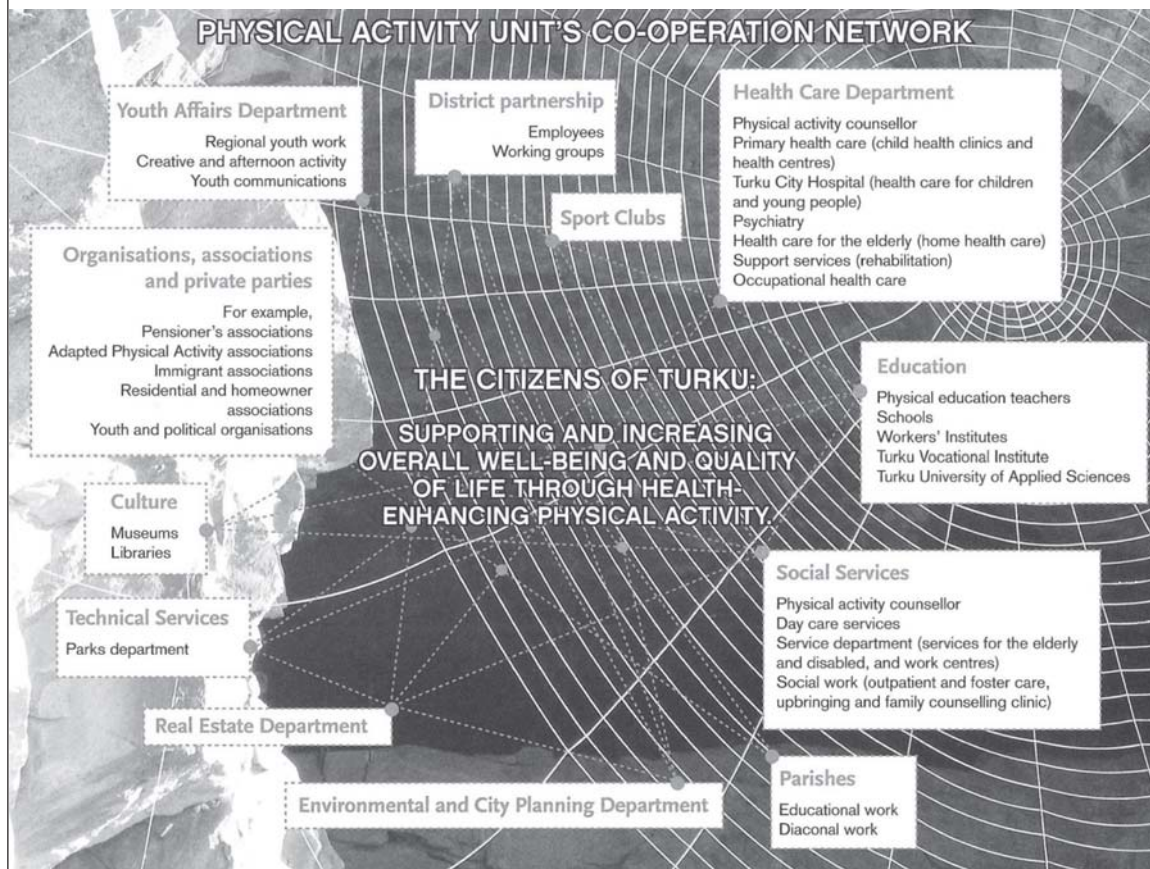 PHYSICAL ACTIVITY UNIT'S CO-OPERATION NETWORK
Youth Affairs Department
Regional youth work
Creative and afternoon activity
Youth communications
District partnership
Employees
Working groups
Sport Clubs
Health Care Department
Physical activity counsellor
Primary health care (child health clinics and
health centres)
Turku City Hospital (health care for children
and young people)
Psychiatry
Health care for the elderly (home health care)
Support services (rehabilitation)
Occupational health care
Organisations, associations
and private parties
For example,
Pensioner's associations
Adapted Physical Activity associations
Immigrant associations
Residential and homeowner
associations
Youth and political organisations
THE CITIZENS OF TURKU:
SUPPORTING AND INCREASING
OVERALL WELL-BEING AND QUALITY
OF LIFE THROUGH HEALTH-
ENHANCING PHYSICAL ACTIVITY.
Education
Physical education teachers
Schools
Workers' Institutes
Turku Vocational Institute
Turku University of Applied Sciences
Culture
Museums
Libraries
Social Services
Physical activity counsellor
Day care services
Service department (services for the elderly
and disabled, and work centres)
Social work (outpatient and foster care,
upbringing and family counselling clinic)
Technical Services
Parks department
Real Estate Department
Environmental and City Planning Department
Parishes
Educational work
Diaconal work